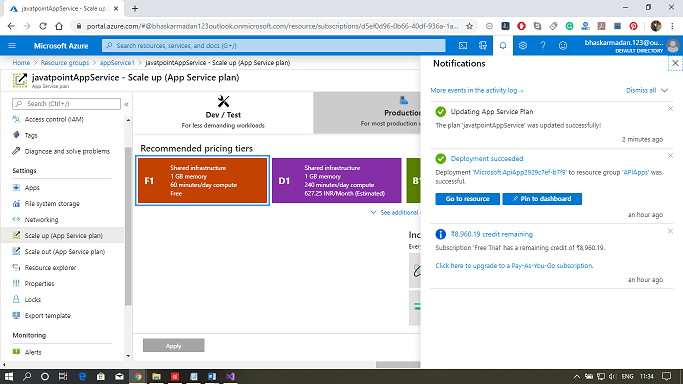 javatpointAppService - Scale up
portal.azure.com/#@bhaskarmadan123outlook.onmicrosoft.com/resource/subscriptions/d5ef0d96-0b66-40df-936a-1a...
Microsoft Azure
Search resources, services, and docs (G+/)
bhaskarmadan.123@ou...
DEFAULT DIRECTORY
Home > Resource groups > appService1 > javatpointAppService - Scale up (App Service plan)
javatpointAppService - Scale up (App Service plan)
App Service plan
Search (Ctrl+/)
Access control (IAM)
Tags
Diagnose and solve problems
Settings
Apps
File system storage
Networking
Scale up (App Service plan)
Scale out (App Service plan)
Resource explorer
Properties
Locks
Export template
Monitoring
Alerts
Dev / Test
For less demanding workloads
Production
For most production
Recommended pricing tiers
F1
Shared infrastructure
1 GB memory
60 minutes/day compute
Free
D1
Shared infrastructure
1 GB memory
240 minutes/day compute
627.25 INR/Month (Estimated)
B
See additional
Inc
Every
Apply
Notifications
More events in the activity log →
Dismiss all
Updating App Service Plan
The plan 'javatpointAppService' was updated successfully!
2 minutes ago
Deployment succeeded
Deployment 'Microsoft.ApiApp2929c7ef-b7f9' to resource group 'APIApps' was
successful.
Go to resource
Pin to dashboard
an hour ago
₹8,960.19 credit remaining
Subscription 'Free Trial' has a remaining credit of ₹8,960.19.
Click here to upgrade to a Pay-As-You-Go subscription.
an hour ago
ENG
11:34